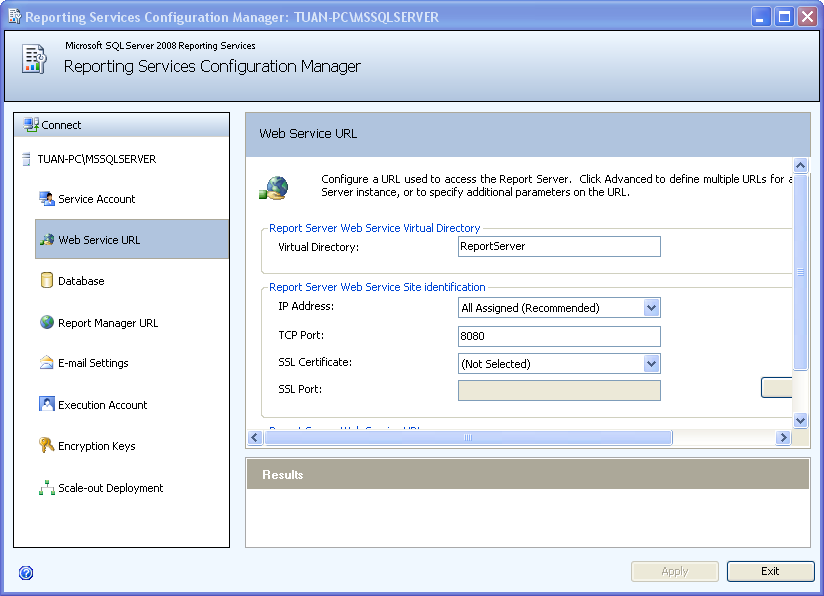 Reporting Services Configuration Manager: TUAN-PC\MSSQLSERVER
Microsoft SQL Server 2008 Reporting Services
Reporting Services Configuration Manager
Connect
TUAN-PC\MSSQLSERVER
Service Account
Web Service URL
Database
Report Manager URL
E-mail Settings
Execution Account
Encryption Keys
Scale-out Deployment
Web Service URL
Configure a URL used to access the Report Server. Click Advanced to define multiple URLs for a
Server instance, or to specify additional parameters on the URL.
Report Server Web Service Virtual Directory
Virtual Directory: ReportServer
Report Server Web Service Site identification
IP Address: All Assigned (Recommended)
TCP Port: 8080
SSL Certificate: (Not Selected)
SSL Port:
Results
Apply Exit